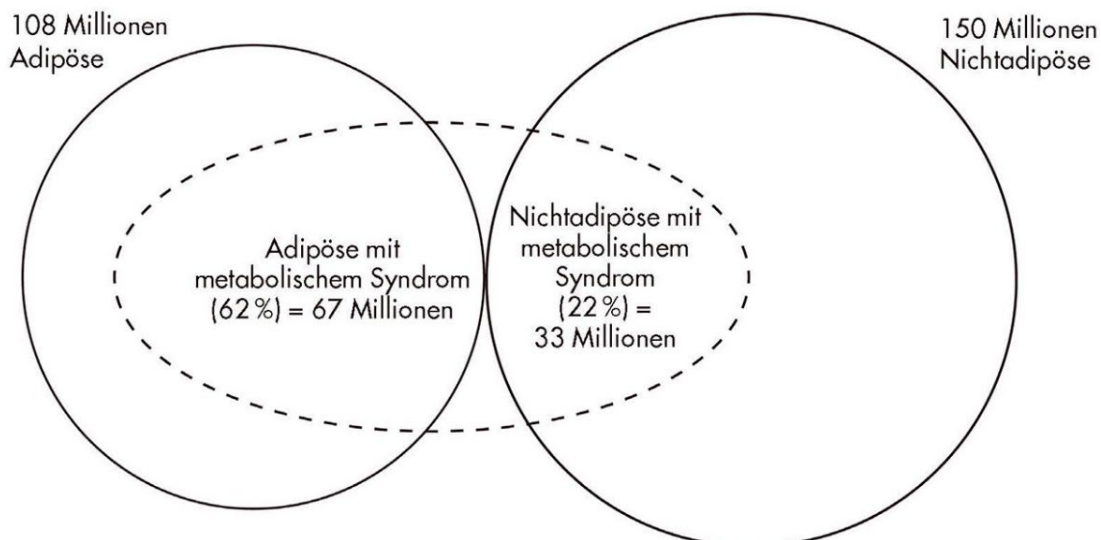 108 Millionen
Adipöse
150 Millionen
Nichtadipöse
Adipöse mit
metabolischem Syndrom
(62 %) = 67 Millionen
Nichtadipöse mit
metabolischem
Syndrom
(22 %) =
33 Millionen